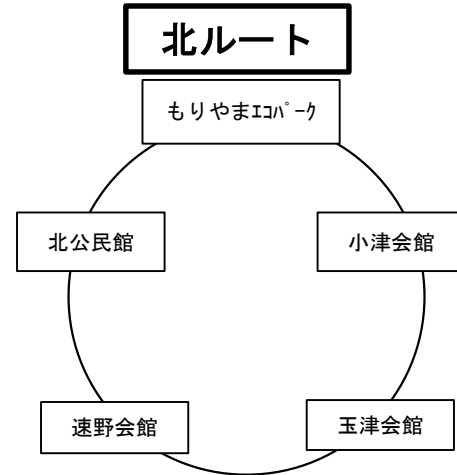 北ルート
もりやまｴｺﾊﾟｰｸ
北公民館
小津会館
速野会館
玉津会館